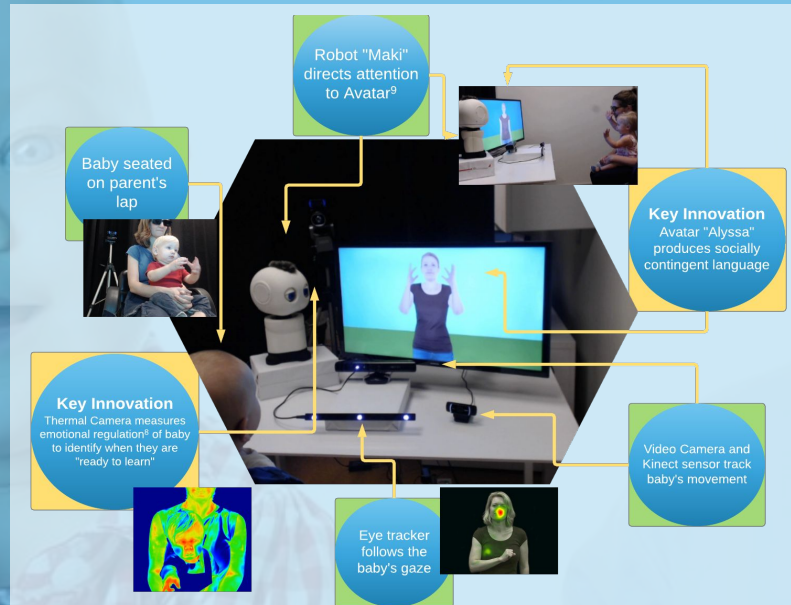 Robot "Maki"
directs attention
to Avatar⁹
Baby seated
on parent's
lap
Key Innovation
Avatar "Alyssa"
produces socially
contingent language
Key Innovation
Thermal Camera measures
emotional regulation⁸ of baby
to identify when they are
"ready to learn"
Video Camera and
Kinect sensor track
baby's movement
Eye tracker
follows the
baby's gaze